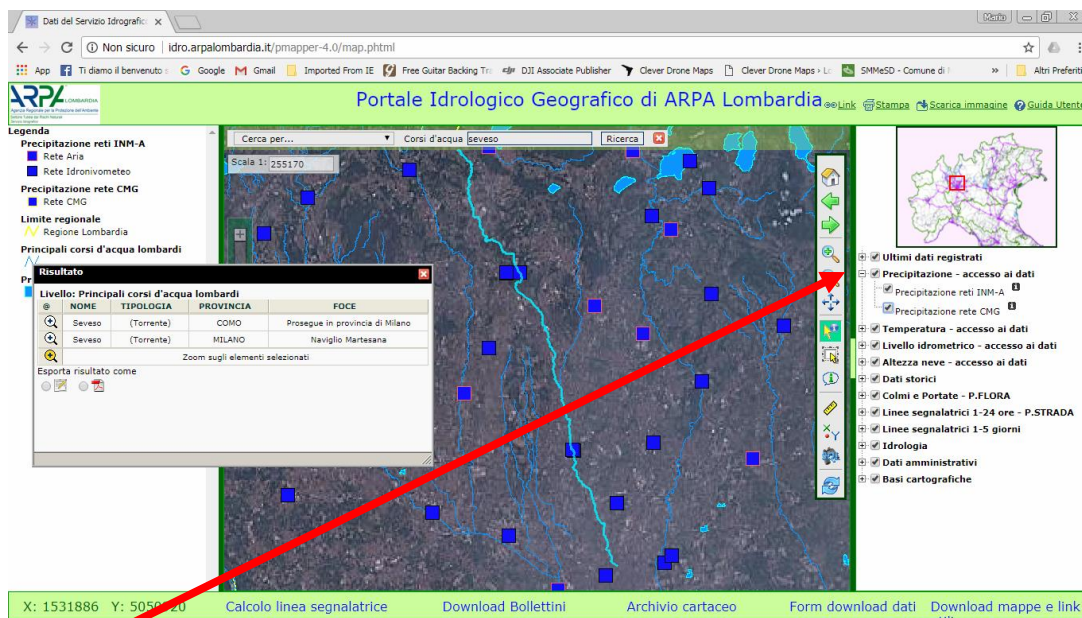 Dati del Servizio Idrografic
Mario
Non sicuro | idro.arpalombardia.it/pmapper-4.0/map.phtml
App Ti diamo il benvenuto Google Gmail Imported From IE Free Guitar Backing Tra DJI Associate Publisher Clever Drone Maps Clever Drone Maps › Lo SMMeSD - Comune di » Altri Preferiti
ARPA LOMBARDIA
Portale Idrologico Geografico di ARPA Lombardia
Link Stampa Scarica immagine Guida Utente
Legenda
Precipitazione reti INM-A
Rete Aria
Rete Idronivometeo
Precipitazione rete CMG
Rete CMG
Limite regionale
Regione Lombardia
Principali corsi d'acqua lombardi
Pr
Cerca per... Corsi d'acqua seveso Ricerca
Scala 1: 255170
Risultato
Livello: Principali corsi d'acqua lombardi
@ NOME TIPOLOGIA PROVINCIA FOCE
Seveso (Torrente) COMO Prosegue in provincia di Milano
Seveso (Torrente) MILANO Naviglio Martesana
Zoom sugli elementi selezionati
Esporta risultato come
Ultimi dati registrati
Precipitazione - accesso ai dati
Precipitazione reti INM-A
Precipitazione rete CMG
Temperatura - accesso ai dati
Livello idrometrico - accesso ai dati
Altezza neve - accesso ai dati
Dati storici
Colmi e Portate - P.FLORA
Linee segnalatrici 1-24 ore - P.STRADA
Linee segnalatrici 1-5 giorni
Idrologia
Dati amministrativi
Basi cartografiche
X: 1531886 Y: 5050
Calcolo linea segnalatrice Download Bollettini Archivio cartaceo Form download dati Download mappe e link